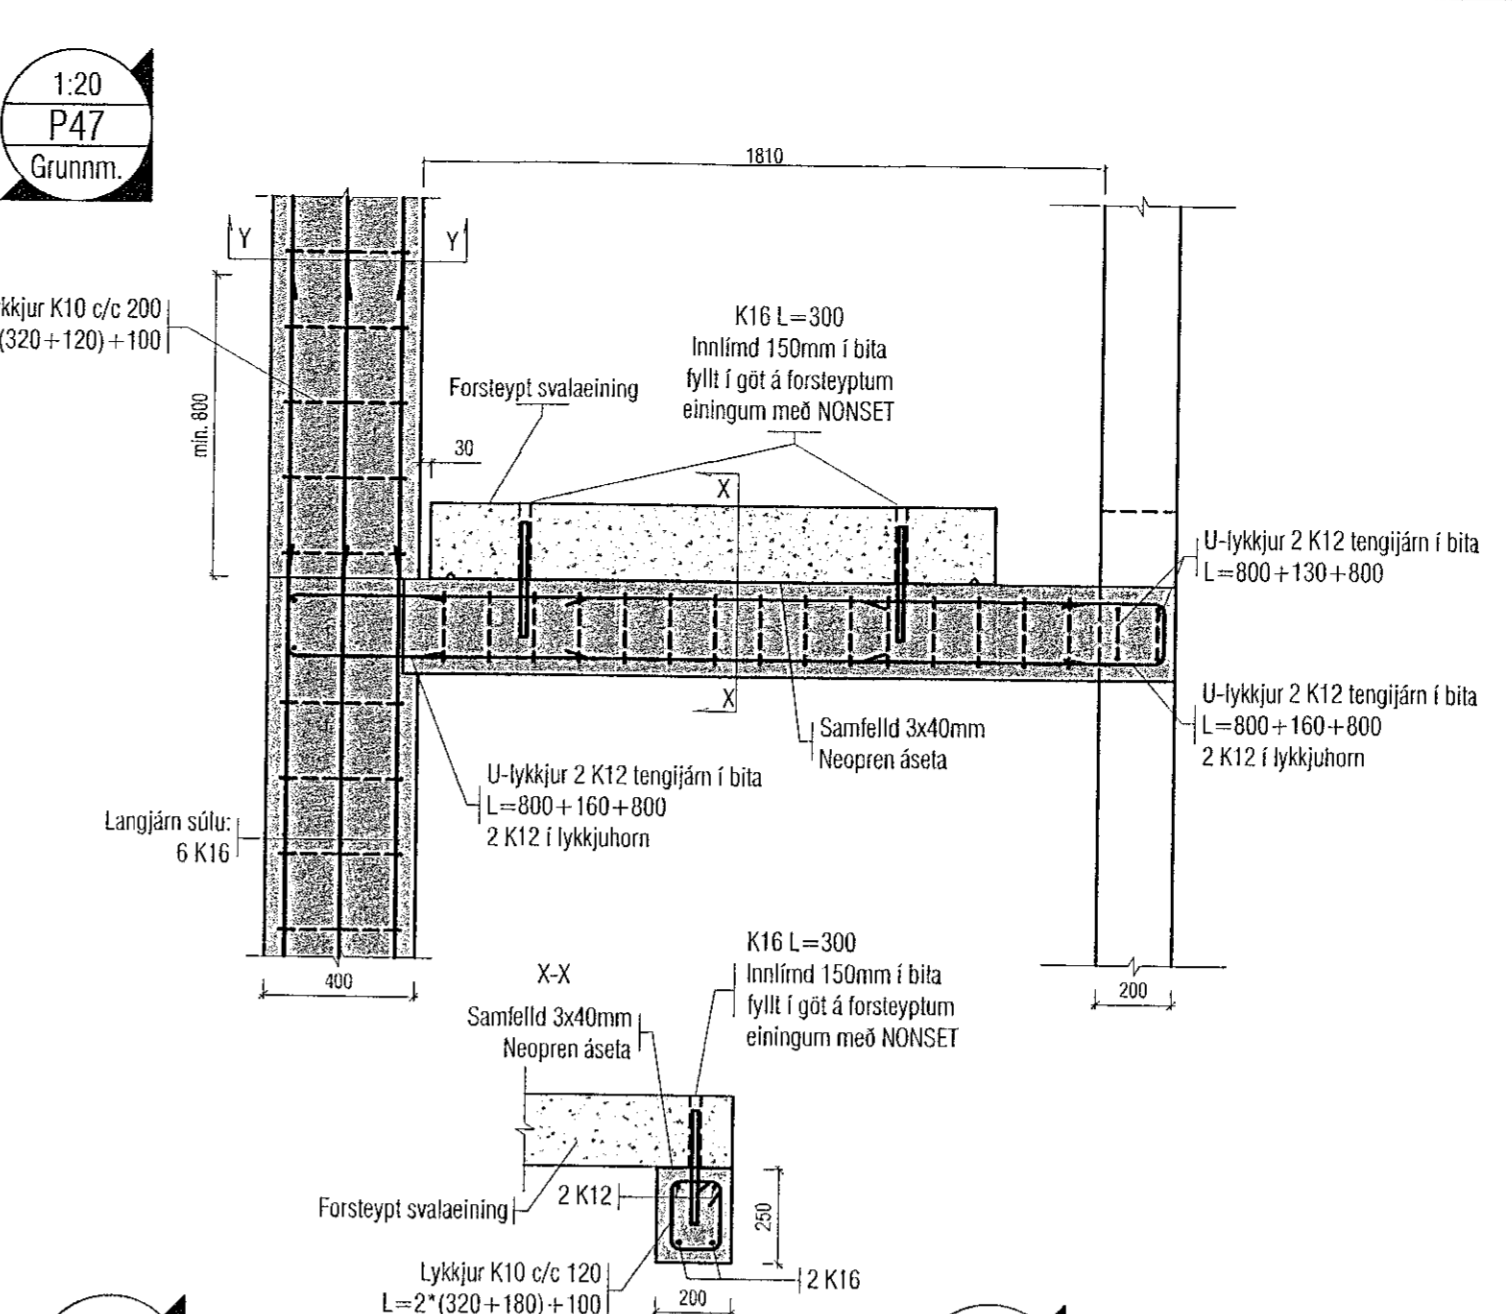 1:20
P47
Grunnm.
1810
Y
Y
kkjur K10 c/c 200
(320+120)+100
min. 800
K16 L=300
Innlímd 150mm í bita
fyllt í göt á forsteyptum
einingum með NONSET
Forsteypt svalaeining
30
X
X
U-lykkjur 2 K12 tengijárn í bita
L=800+130+800
U-lykkjur 2 K12 tengijárn í bita
L=800+160+800
2 K12 í lykkjuhorn
Samfelld 3x40mm
Neopren áseta
U-lykkjur 2 K12 tengijárn í bita
L=800+160+800
2 K12 í lykkjuhorn
Langjárn súlu:
6 K16
400
200
X-X
K16 L=300
Innlímd 150mm í bita
fyllt í göt á forsteyptum
einingum með NONSET
Samfelld 3x40mm
Neopren áseta
Forsteypt svalaeining
2 K12
250
Lykkjur K10 c/c 120
L=2*(320+180)+100
2 K16
200